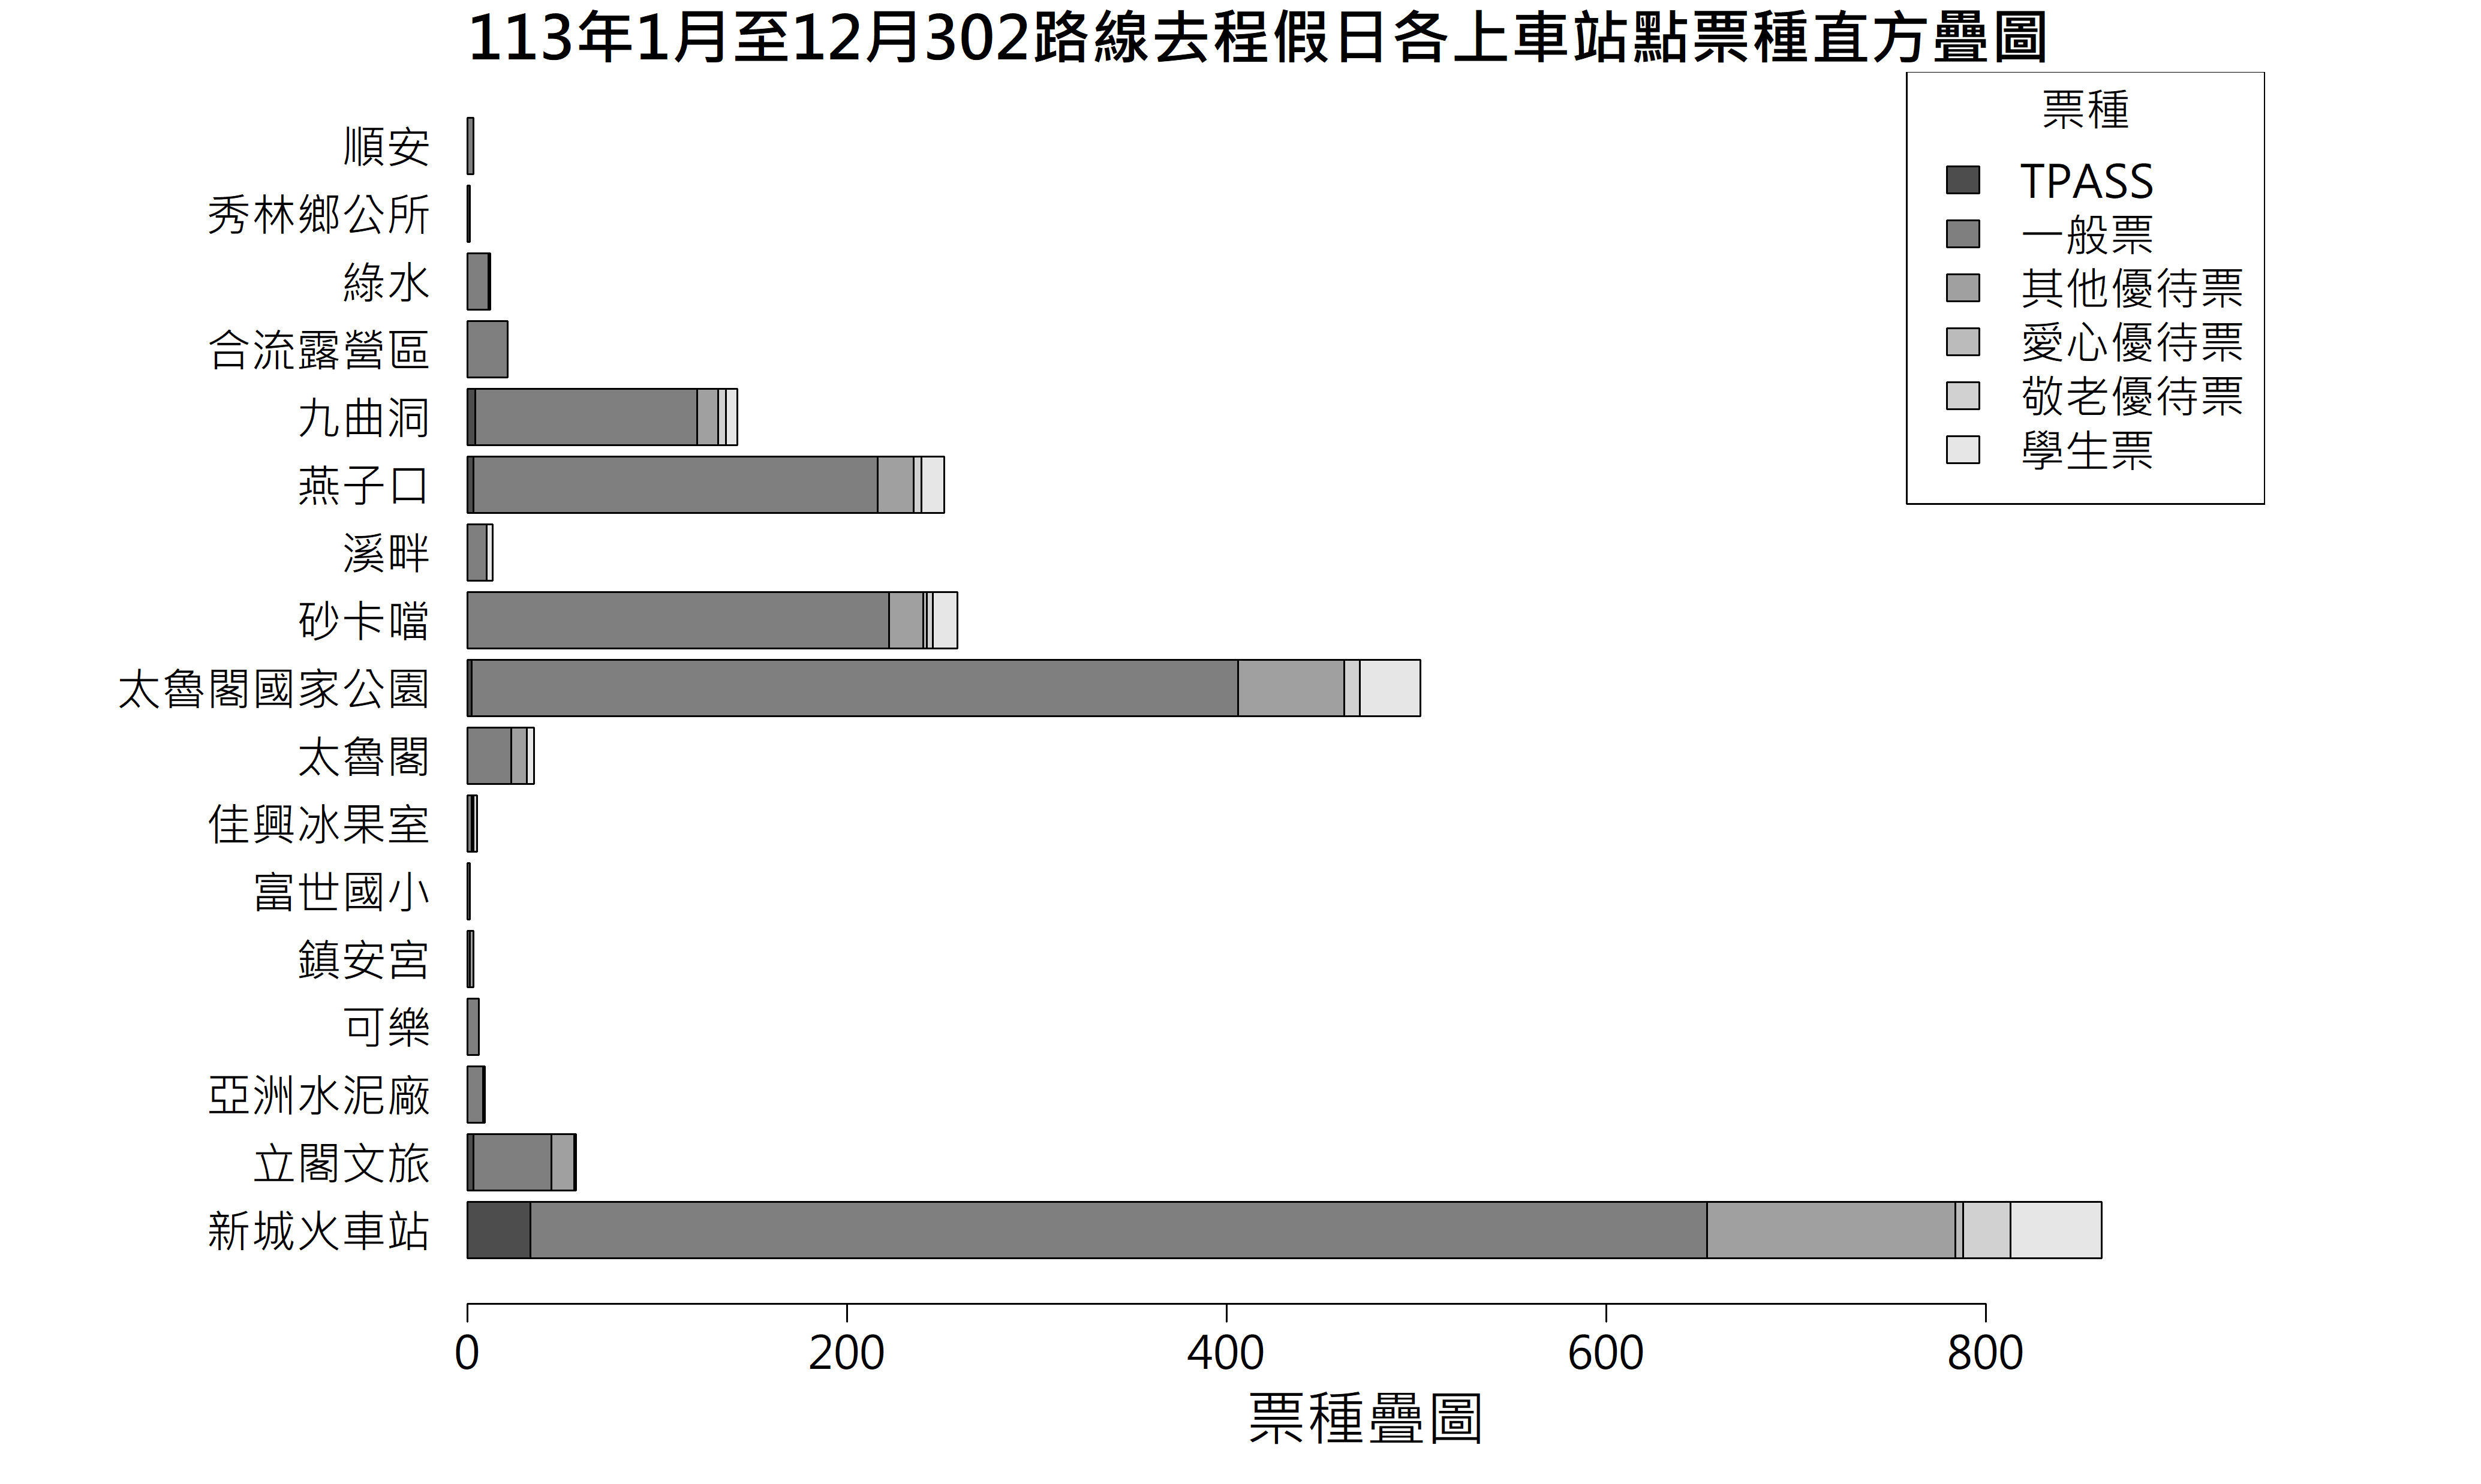 113年1月至12月302路線去程假日各上車站點票種直方疊圖
票種
TPASS
一般票
其他優待票
愛心優待票
敬老優待票
學生票
順安
秀林鄉公所
綠水
合流露營區
九曲洞
燕子口
溪畔
砂卡噹
太魯閣國家公園
太魯閣
佳興冰果室
富世國小
鎮安宮
可樂
亞洲水泥廠
立閣文旅
新城火車站
0 200 400 600 800
票種疊圖